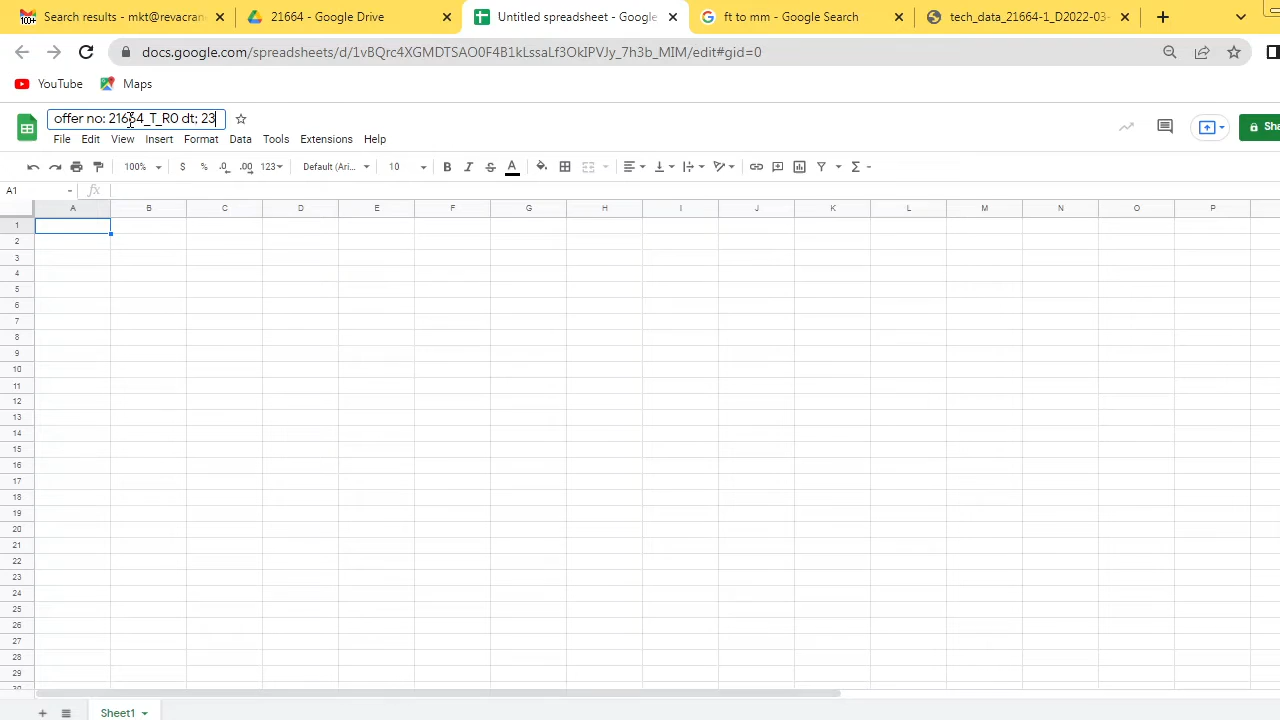 Search results - mkt@revacran
21664 - Google Drive
Untitled spreadsheet - Google
ft to mm - Google Search
tech_data_21664-1_D2022-03-
docs.google.com/spreadsheets/d/1vBQrc4XGMDTSAO0F4B1kLssaLf3OkIPVJy_7h3b_MIM/edit#gid=0
YouTube
Maps
offer no: 21664_T_R0 dt; 23
File Edit View Insert Format Data Tools Extensions Help
Sha
100% $ % .0 .00 123 Default (Ari... 10 B I S A Σ
A1 fx
A B C D E F G H I J K L M N O P
1
2
3
4
5
6
7
8
9
10
11
12
13
14
15
16
17
18
19
20
21
22
23
24
25
26
27
28
29
30
Sheet1